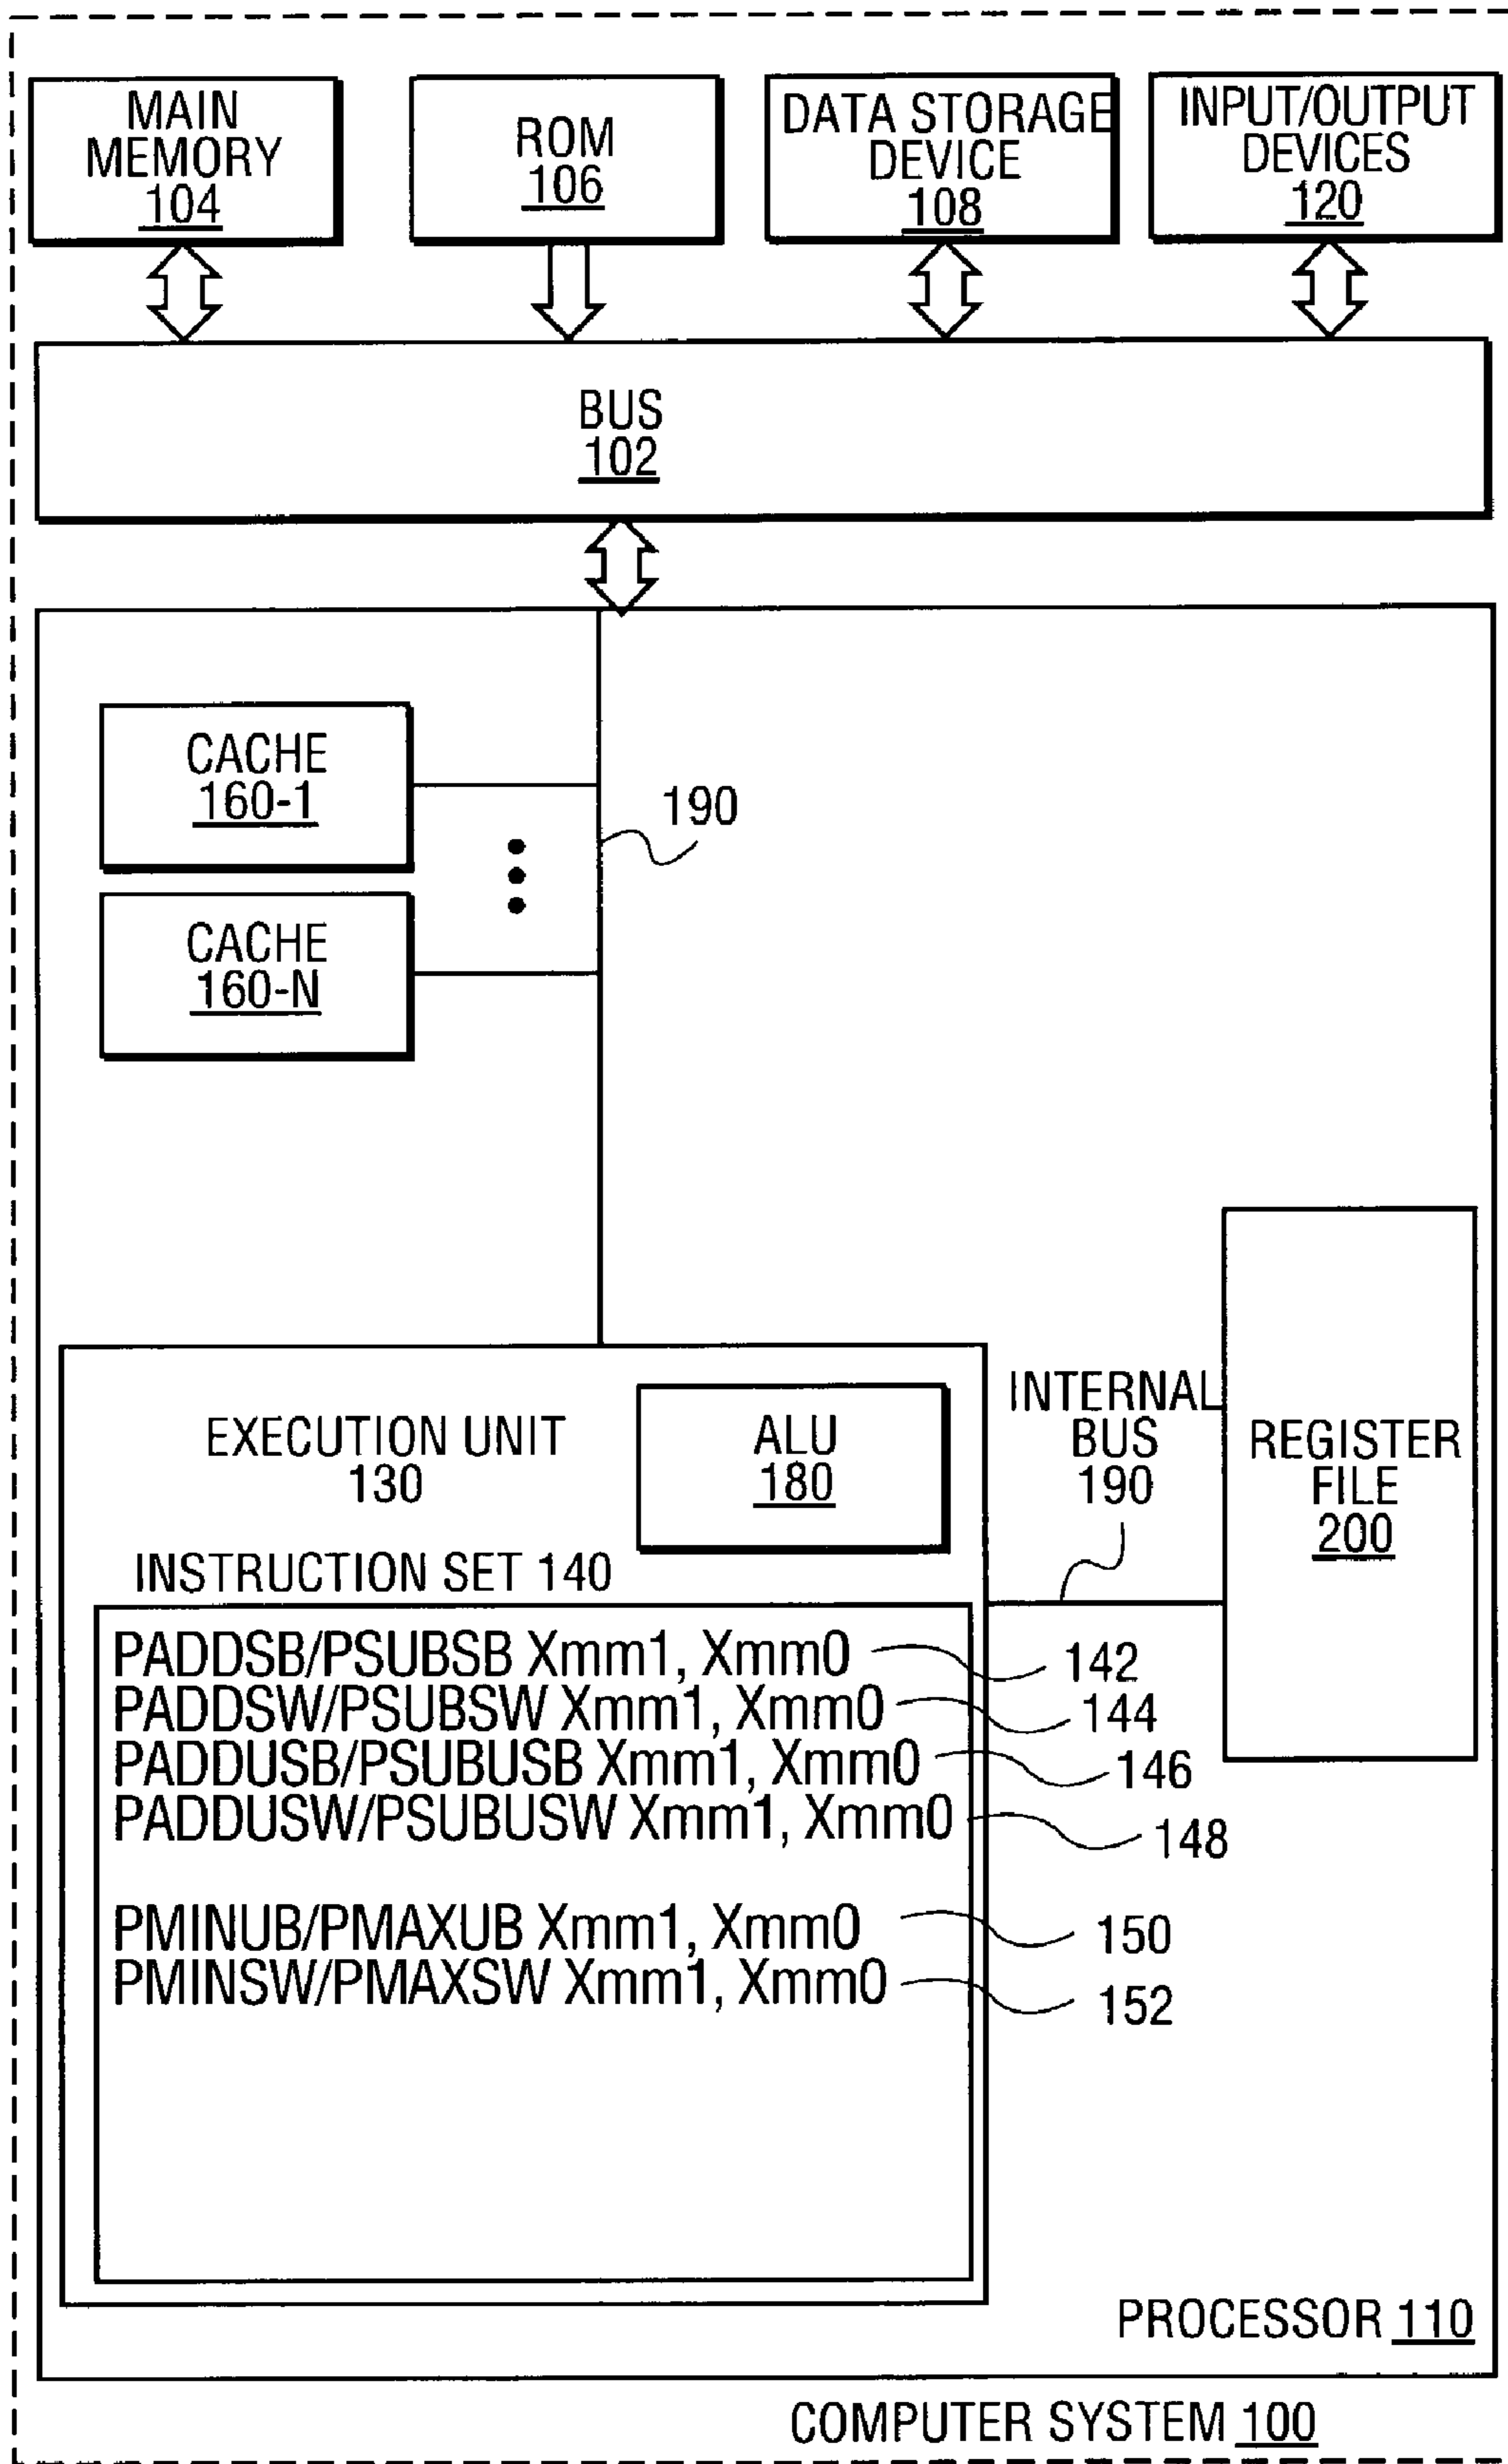 MAIN
MEMORY
104
ROM
106
DATA STORAGE
DEVICE
108
INPUT/OUTPUT
DEVICES
120
BUS
102
CACHE
160-1
190
CACHE
160-N
EXECUTION UNIT
130
ALU
180
INTERNAL
BUS
190
REGISTER
FILE
200
INSTRUCTION SET 140
PADDSB/PSUBSB Xmm1, Xmm0
142
PADDSW/PSUBSW Xmm1, Xmm0
144
PADDUSB/PSUBUSB Xmm1, Xmm0
146
PADDUSW/PSUBUSW Xmm1, Xmm0
148
PMINUB/PMAXUB Xmm1, Xmm0
150
PMINSW/PMAXSW Xmm1, Xmm0
152
PROCESSOR 110
COMPUTER SYSTEM 100